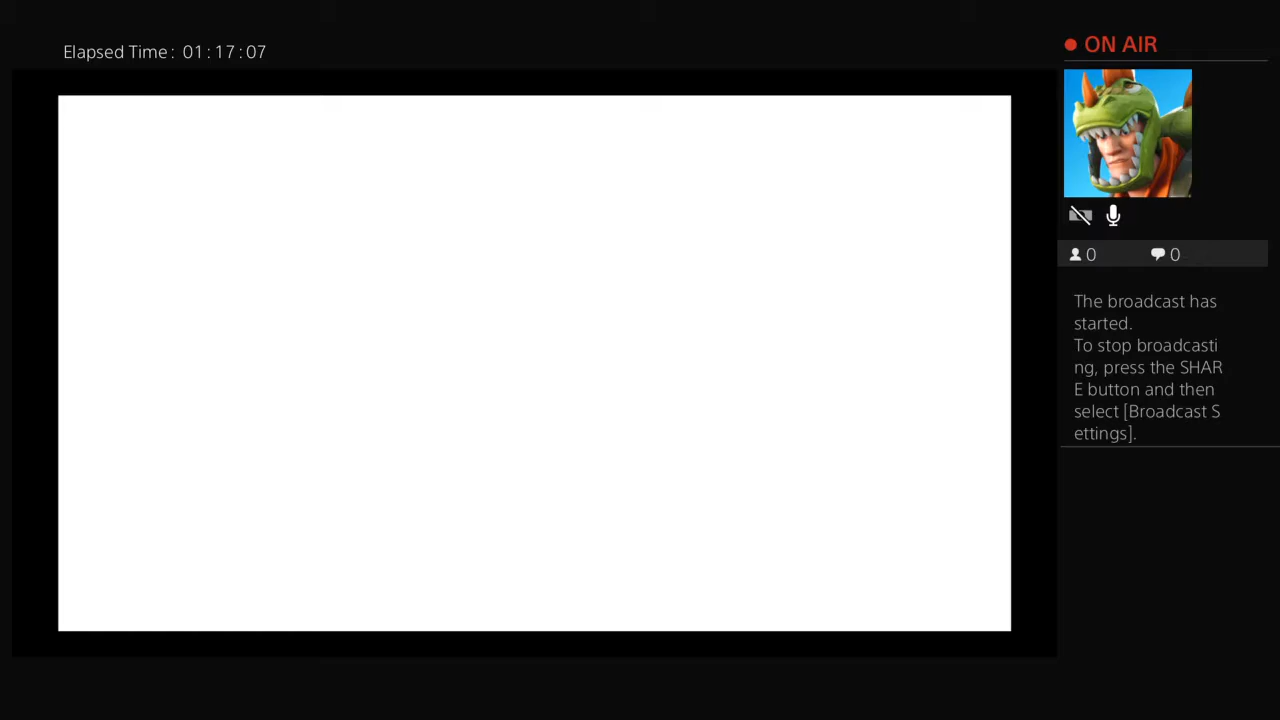 Elapsed Time: 01:17:07
ON AIR
0 0
The broadcast has
started.
To stop broadcasti
ng, press the SHAR
E button and then
select [Broadcast S
ettings].